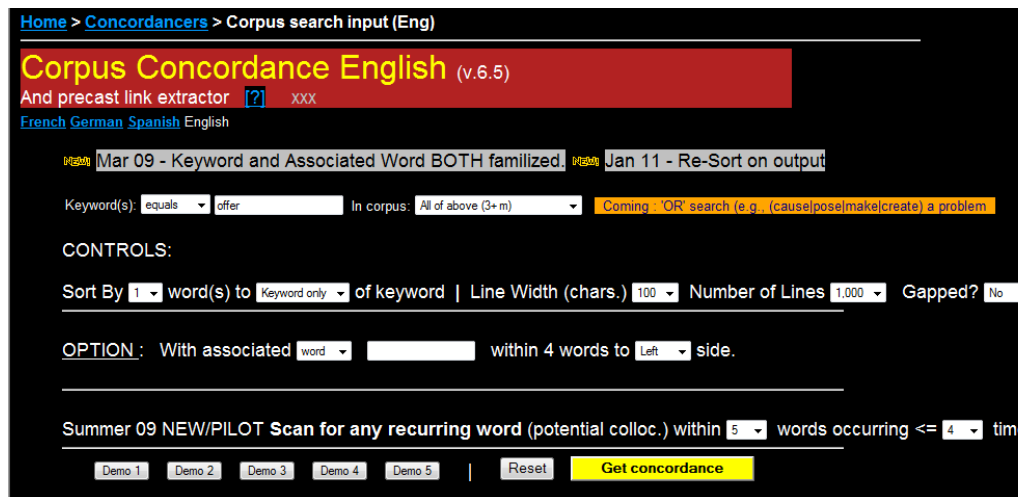 Home > Concordancers > Corpus search input (Eng)
Corpus Concordance English (v.6.5)
And precast link extractor [?] xxx
French German Spanish English
NEW! Mar 09 - Keyword and Associated Word BOTH familized. NEW! Jan 11 - Re-Sort on output
Keyword(s): equals offer In corpus: All of above (3+ m) Coming : 'OR' search (e.g., (cause|pose|make|create) a problem
CONTROLS:
Sort By 1 word(s) to Keyword only of keyword | Line Width (chars.) 100 Number of Lines 1,000 Gapped? No
OPTION : With associated word within 4 words to Left side.
Summer 09 NEW/PILOT Scan for any recurring word (potential colloc.) within 5 words occurring <= 4 tim
Demo 1 Demo 2 Demo 3 Demo 4 Demo 5 | Reset Get concordance